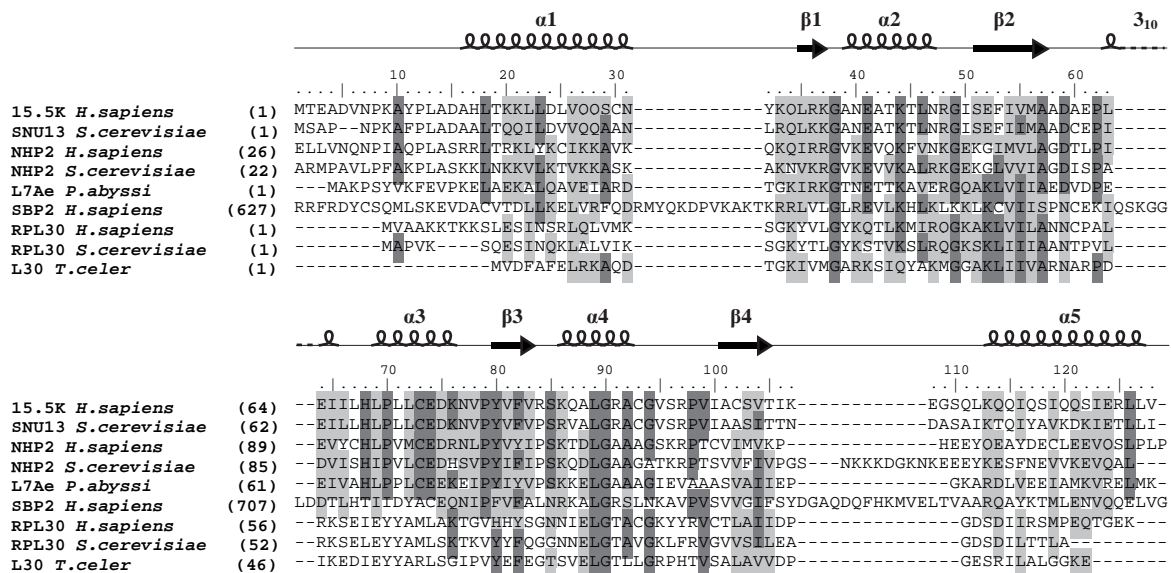 α1 β1 α2 β2 3₁₀
10 20 30 40 50 60
15.5K H.sapiens (1) MTEADVNPKAYPLADAHLTKKLLDLVQQSCN------------YKQLRKGANEATKTLNRGISEFIVMAADAEPL-----
SNU13 S.cerevisiae (1) MSAP--NPKAFPLADAALTQQILDVVQQAAN------------LRQLKKGANEATKTLNRGISEFIIMAADCEPI-----
NHP2 H.sapiens (26) ELLVNQNPIAQPLASRRLTRKLYKCIKKAVK------------QKQIRRGVKEVQKFVNKGEKGIMVLAGDTLPI-----
NHP2 S.cerevisiae (22) ARMPAVLPFAKPLASKKLNKKVLKTVKKASK------------AKNVKRGVKEVVKALRKGEKGLVVIAGDISPA-----
L7Ae P.abyssi (1) ---MAKPSYVKFEVPKELAEKALQAVEIARD------------TGKIRKGTNETTKAVERGQAKLVIIAEDVDPE-----
SBP2 H.sapiens (627) RRFRDYCSQMLSKEVDACVTDLLKELVRFQDRMYQKDPVKAKTKRRLVLGLREVLKHLKLKKLKCVIISPNCEKIQSKGG
RPL30 H.sapiens (1) --------MVAAKKTKKSLESINSRLQLVMK------------SGKYVLGYKQTLKMIRQGKAKLVILANNCPAL-----
RPL30 S.cerevisiae (1) --------MAPVK----SQESINQKLALVIK------------SGKYTLGYKSTVKSLRQGKSKLIIIAANTPVL-----
L30 T.celer (1) ------------------MVDFAFELRKAQD------------TGKIVMGARKSIQYAKMGGAKLIIVARNARPD-----
α3 β3 α4 β4 α5
70 80 90 100 110 120
15.5K H.sapiens (64) --EIILHLPLLCEDKNVPYVFVRSKQALGRACGVSRPVIACSVTIK------------EGSQLKQQIQSIQQSIERLLV-
SNU13 S.cerevisiae (62) --EILLHLPLLCEDKNVPYVFVPSRVALGRACGVSRPVIAASITTN------------DASAIKTQIYAVKDKIETLLI-
NHP2 H.sapiens (89) --EVYCHLPVMCEDRNLPYVYIPSKTDLGAAAGSKRPTCVIMVKP-------------HEEYQEAYDECLEEVQSLPLP
NHP2 S.cerevisiae (85) --DVISHIPVLCEDHSVPYIFIPSKQDLGAAGATKRPTSVVFIVPGS---NKKKDGKNKEEEYKESFNEVVKEVQAL---
L7Ae P.abyssi (61) --EIVAHLPPLCEEKEIPYIYVPSKKELGAAAGIEVAAASVAIIEP------------GKARDLVEEIAMKVRELMK---
SBP2 H.sapiens (707) LDDTLHTIIDYACEQNIPFVFALNRKALGRSLNKAVPVSVVGIFSYDGAQDQFHKMVELTVAARQAYKTMLENVQQELVG
RPL30 H.sapiens (56) --RKSEIEYYAMLAKTGVHHYSGNNIELGTACGKYYRVCTLAIIDP------------GDSDIIRSMPEQTGEK------
RPL30 S.cerevisiae (52) --RKSELEYYAMLSKTKVYYFQGGNNELGTAVGKLFRVGVVSILEA------------GDSDILTTLA------------
L30 T.celer (46) --IKEDIEYYARLSGIPVYEFEGTSVELGTLLGRPHTVSALAVVDP------------GESRILALGGKE----------